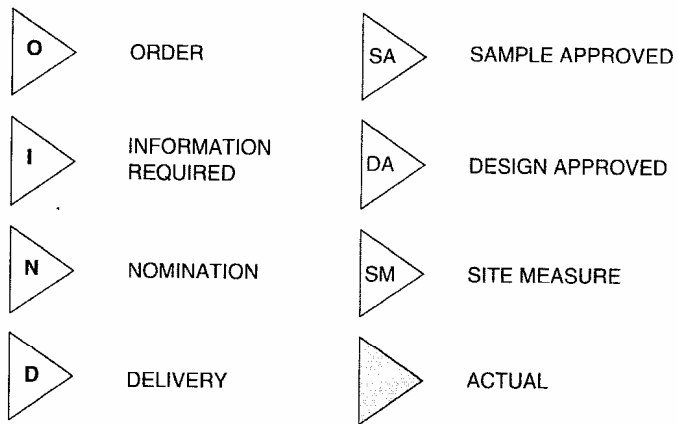 O ORDER
I INFORMATION
REQUIRED
N NOMINATION
D DELIVERY
SA SAMPLE APPROVED
DA DESIGN APPROVED
SM SITE MEASURE
ACTUAL